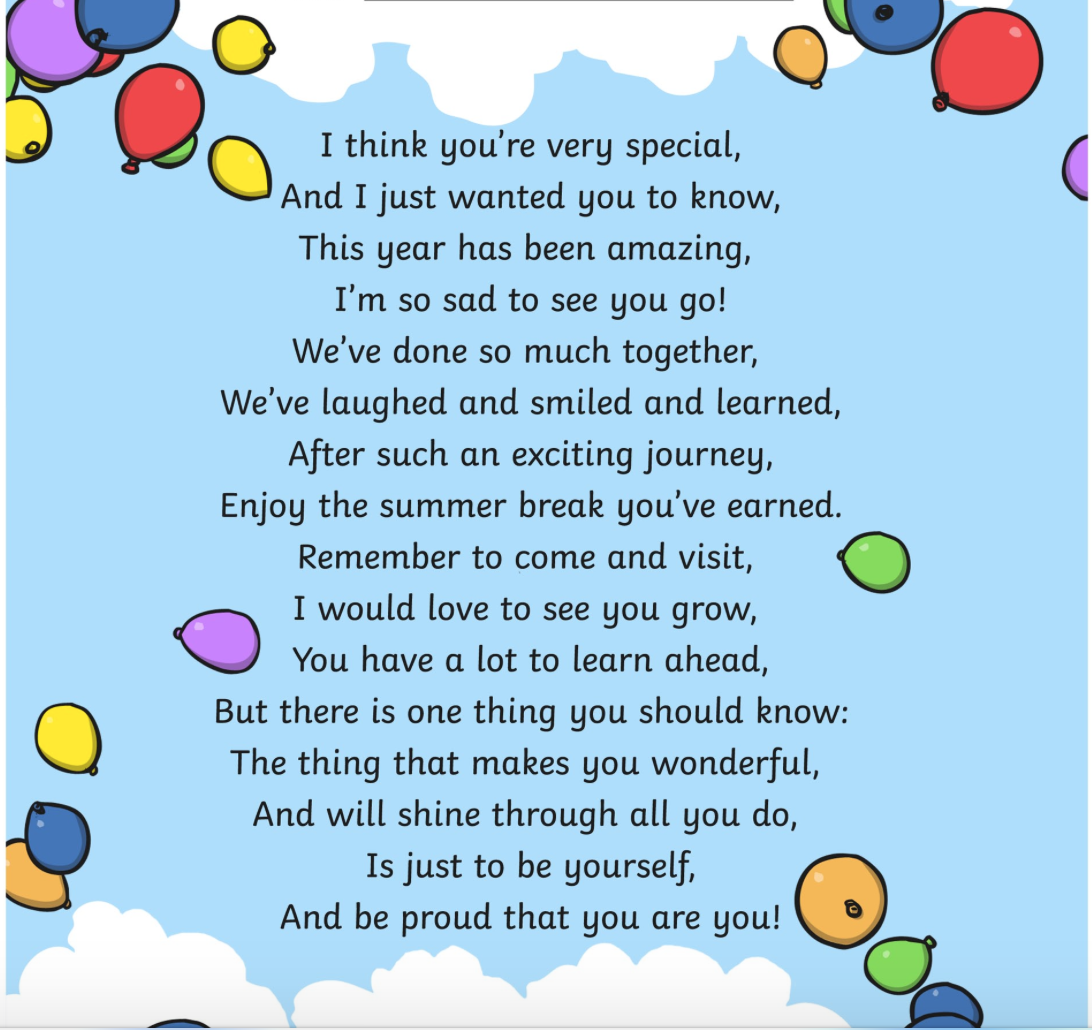 I think you're very special,
And I just wanted you to know,
This year has been amazing,
I'm so sad to see you go!
We've done so much together,
We've laughed and smiled and learned,
After such an exciting journey,
Enjoy the summer break you've earned.
Remember to come and visit,
I would love to see you grow,
You have a lot to learn ahead,
But there is one thing you should know:
The thing that makes you wonderful,
And will shine through all you do,
Is just to be yourself,
And be proud that you are you!